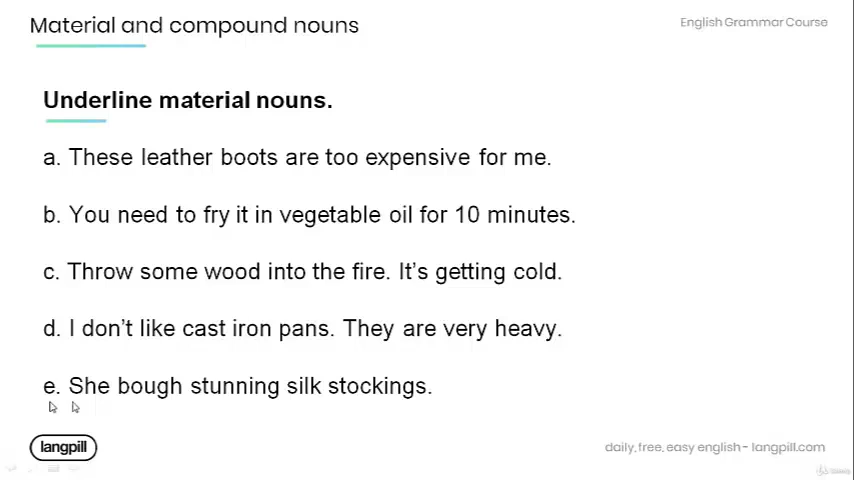 Material and compound nouns
English Grammar Course
Underline material nouns.
a. These leather boots are too expensive for me.
b. You need to fry it in vegetable oil for 10 minutes.
c. Throw some wood into the fire. It's getting cold.
d. I don't like cast iron pans. They are very heavy.
e. She bough stunning silk stockings.
langpill
daily, free, easy english - langpill.com
Udemy